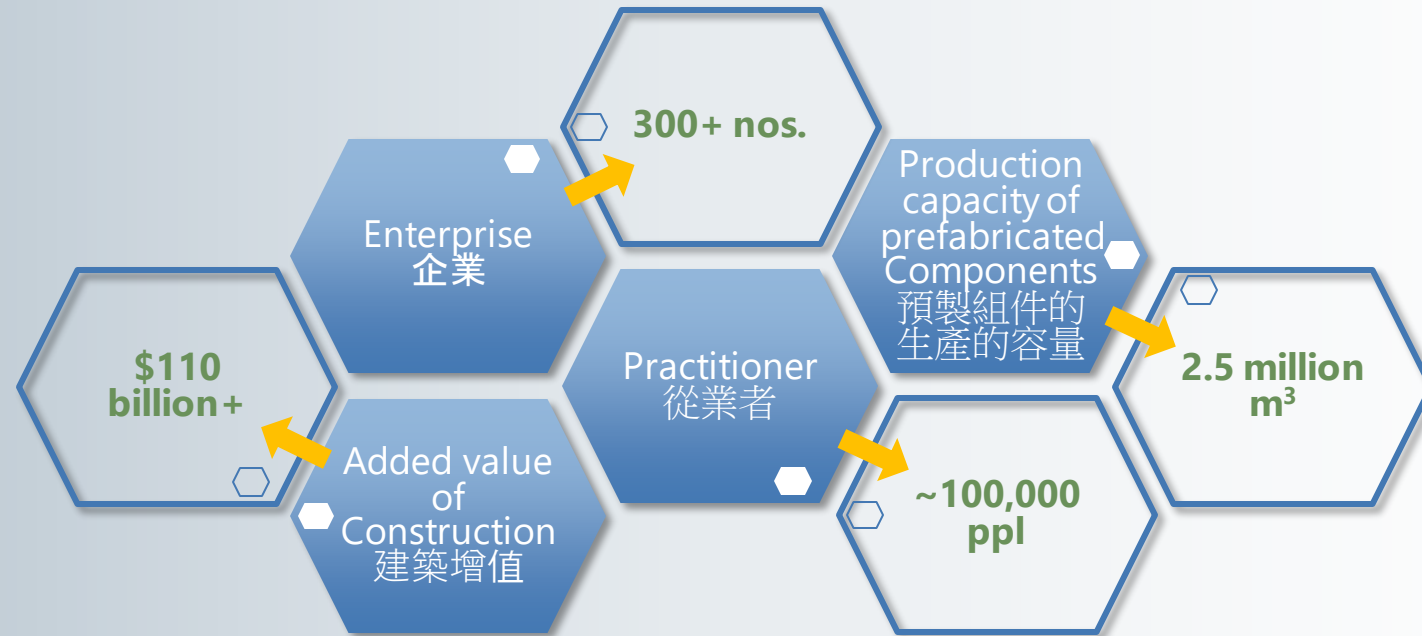 300+ nos.
Enterprise
企業
Production
capacity of
prefabricated
Components
預製組件的
生產的容量
$110
billion+
Practitioner
從業者
2.5 million
m³
Added value
of
Construction
建築增值
~100,000
ppl